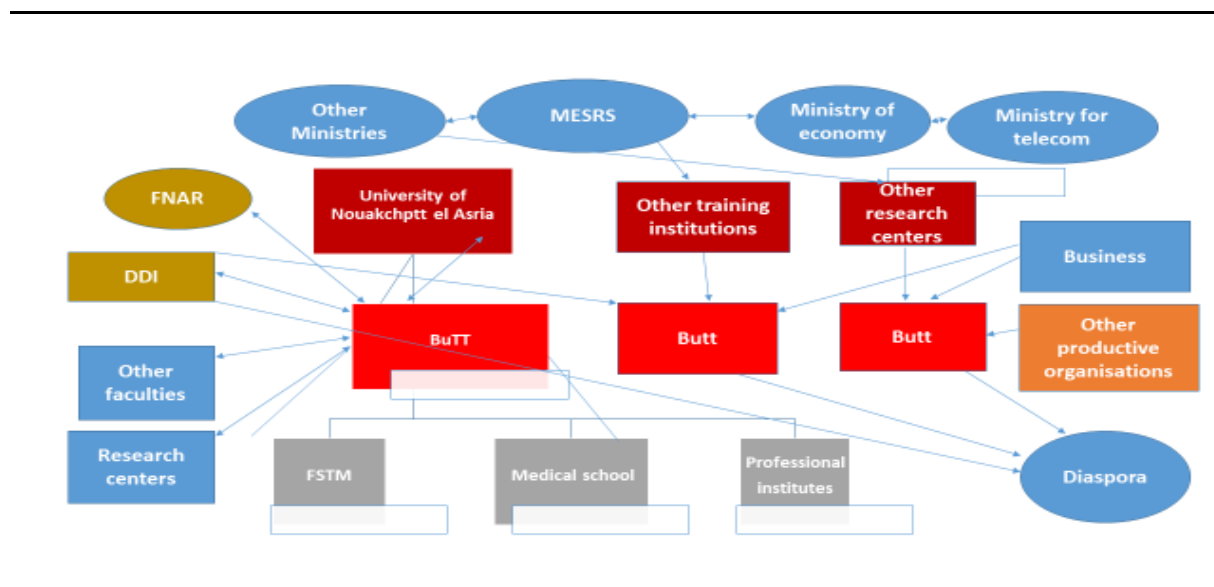 Other
Ministries
MESRS
Ministry of
economy
Ministry for
telecom
FNAR
University of
Nouakchptt el Asria
Other training
institutions
Other
research
centers
Business
DDI
BuTT
Butt
Butt
Other
productive
organisations
Other
faculties
Research
centers
FSTM
Medical school
Professional
institutes
Diaspora